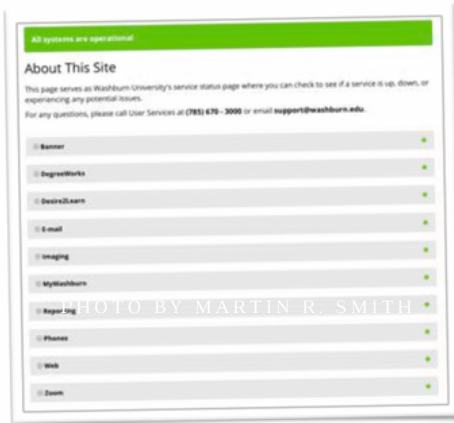 All systems are operational
About This Site
This page serves as Washburn University's service status page where you can check to see if a service is up, down, or
experiencing any potential issues.
For any questions, please call User Services at (785) 670 - 3000 or email support@washburn.edu.
Banner
DegreeWorks
Desire2Learn
E-mail
Imaging
MyWashburn
PHOTO BY MARTIN R. SMITH
Reporting
Phones
Web
Zoom